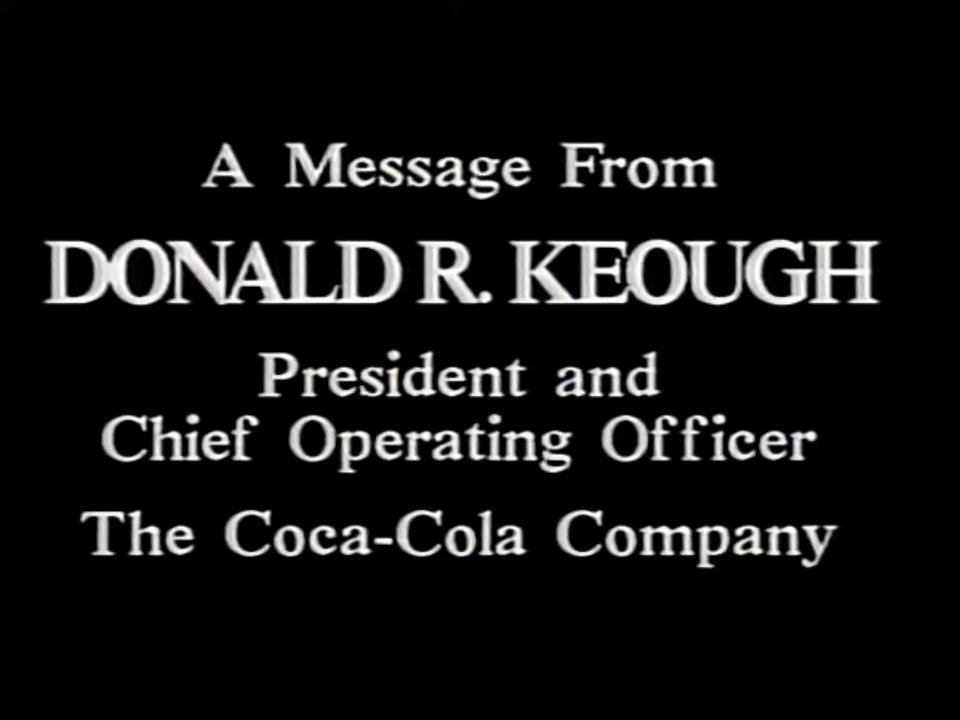 A Message From
DONALD R. KEOUGH
President and
Chief Operating Officer
The Coca-Cola Company